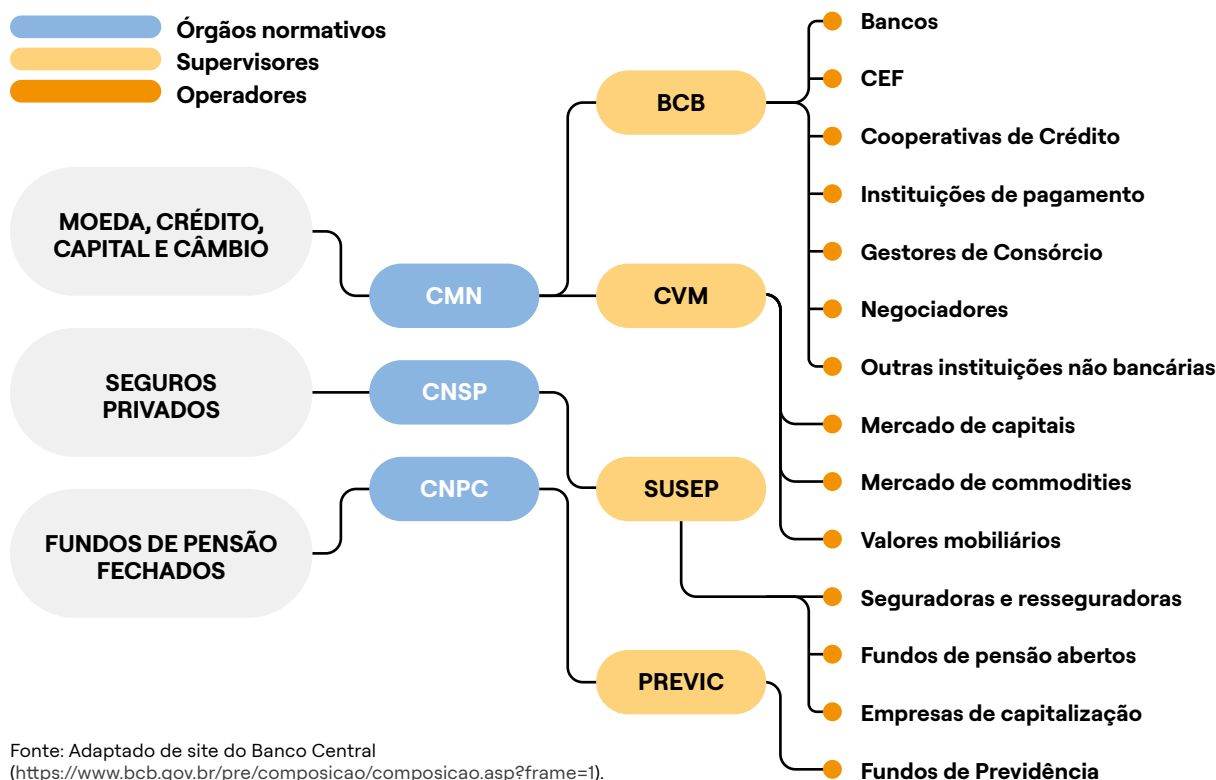 Órgãos normativos
Supervisores
Operadores
MOEDA, CRÉDITO,
CAPITAL E CÂMBIO
SEGUROS
PRIVADOS
FUNDOS DE PENSÃO
FECHADOS
CMN
CNSP
CNPC
BCB
CVM
SUSEP
PREVIC
Bancos
CEF
Cooperativas de Crédito
Instituições de pagamento
Gestores de Consórcio
Negociadores
Outras instituições não bancárias
Mercado de capitais
Mercado de commodities
Valores mobiliários
Seguradoras e resseguradoras
Fundos de pensão abertos
Empresas de capitalização
Fundos de Previdência
Fonte: Adaptado de site do Banco Central
(https://www.bcb.gov.br/pre/composicao/composicao.asp?frame=1).